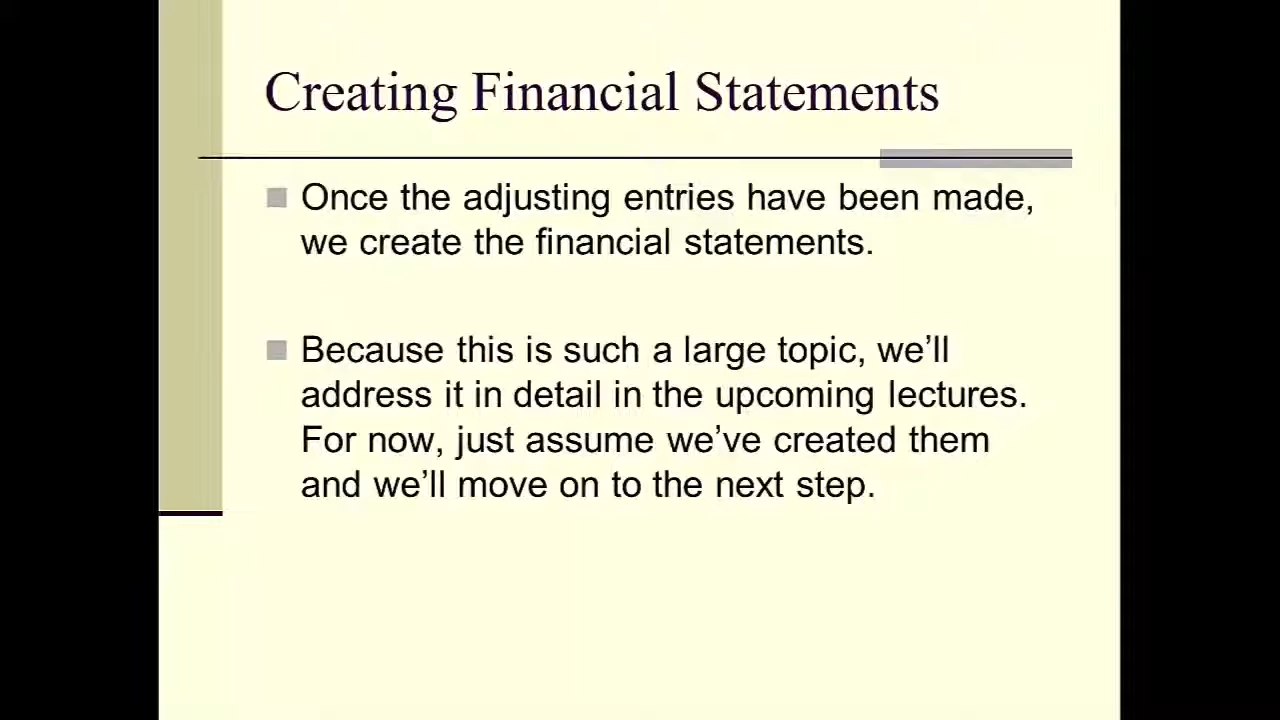 Creating Financial Statements
Once the adjusting entries have been made,
we create the financial statements.
Because this is such a large topic, we’ll
address it in detail in the upcoming lectures.
For now, just assume we’ve created them
and we’ll move on to the next step.